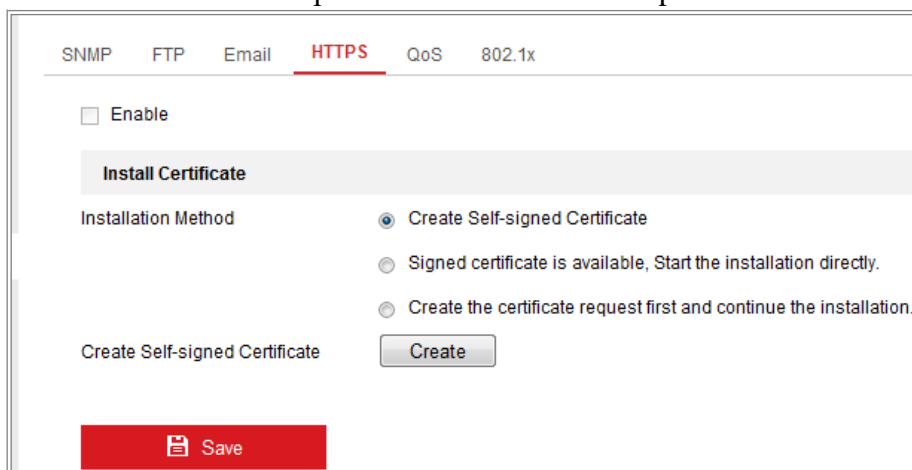 SNMP FTP Email HTTPS QoS 802.1x
Enable
Install Certificate
Installation Method
Create Self-signed Certificate
Signed certificate is available, Start the installation directly.
Create the certificate request first and continue the installation.
Create Self-signed Certificate Create
Save